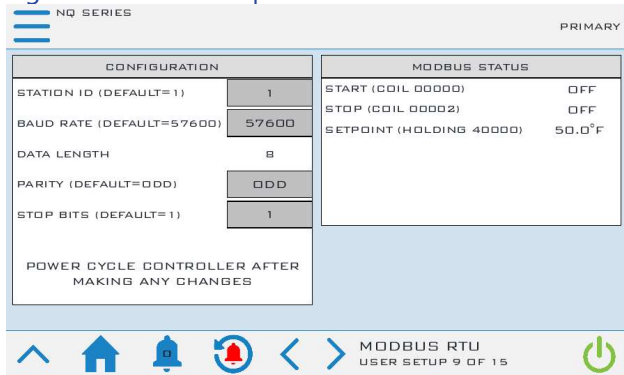 NQ SERIES
PRIMARY
CONFIGURATION
STATION ID (DEFAULT=1) 1
BAUD RATE (DEFAULT=57600) 57600
DATA LENGTH 8
PARITY (DEFAULT=ODD) ODD
STOP BITS (DEFAULT=1) 1
POWER CYCLE CONTROLLER AFTER
MAKING ANY CHANGES
MODBUS STATUS
START (COIL 00000) OFF
STOP (COIL 00002) OFF
SETPOINT (HOLDING 40000) 50.0°F
0
MODBUS RTU
USER SETUP 9 OF 15